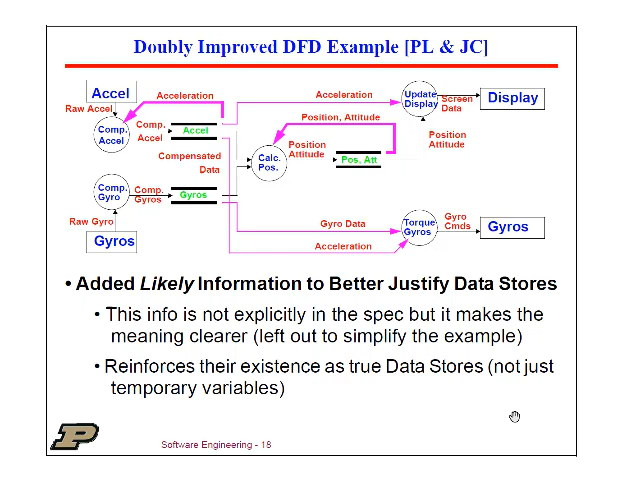 Doubly Improved DFD Example [PL & JC]
Accel
Acceleration
Acceleration
Update
Display
Screen
Data
Display
Raw Accel
Comp.
Accel
Comp.
Accel
Accel
Position, Attitude
Position
Attitude
Compensated
Data
Calc.
Pos.
Position
Attitude
Pos, Att
Comp.
Gyro
Comp.
Gyros
Gyros
Raw Gyro
Gyros
Gyro Data
Acceleration
Torque
Gyros
Gyro
Cmds
Gyros
• Added Likely Information to Better Justify Data Stores
• This info is not explicitly in the spec but it makes the
meaning clearer (left out to simplify the example)
• Reinforces their existence as true Data Stores (not just
temporary variables)
P
Software Engineering - 18